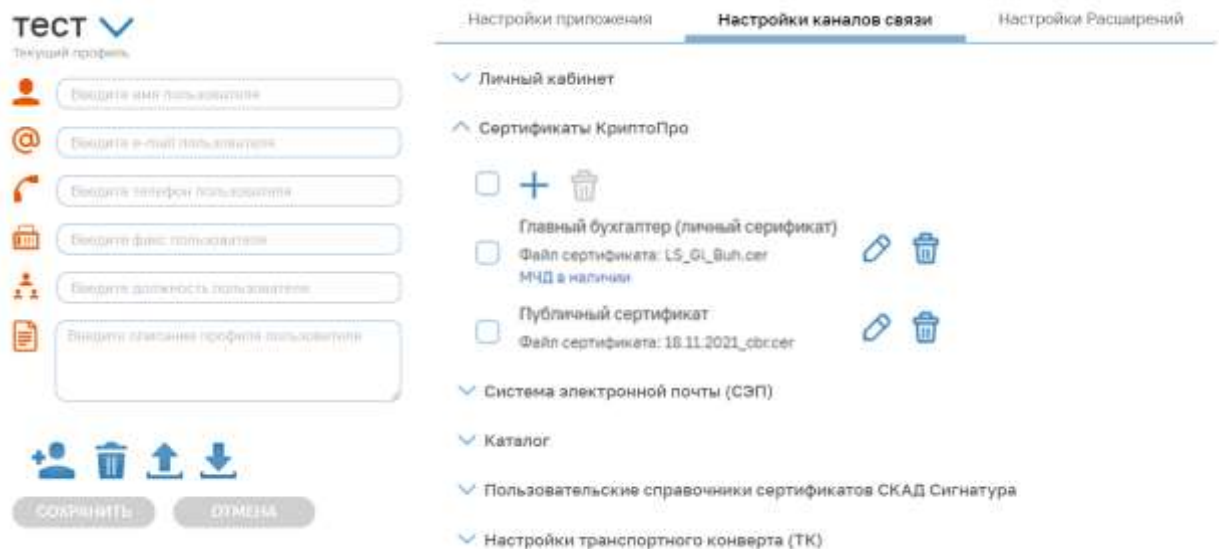 тест
Текущий профиль
Введите имя пользователя
Введите e-mail пользователя
Введите телефон пользователя
Введите факс пользователя
Введите должность пользователя
Введите описание профиля пользователя
СОХРАНИТЬ
ОТМЕНА
Настройки приложения
Настройки каналов связи
Настройки Расширений
Личный кабинет
Сертификаты КриптоПро
Главный бухгалтер (личный серификат)
Файл сертификата: LS_Gl_Buh.cer
МЧД в наличии
Публичный сертификат
Файл сертификата: 18.11.2021_cbr.cer
Система электронной почты (СЭП)
Каталог
Пользовательские справочники сертификатов СКАД Сигнатура
Настройки транспортного конверта (ТК)